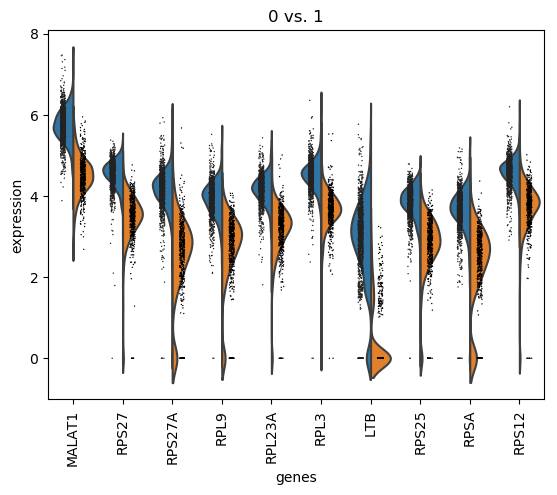 0 vs. 1
8
6
4
2
0
expression
MALAT1
RPS27
RPS27A
RPL9
RPL23A
RPL3
LTB
RPS25
RPSA
RPS12
genes